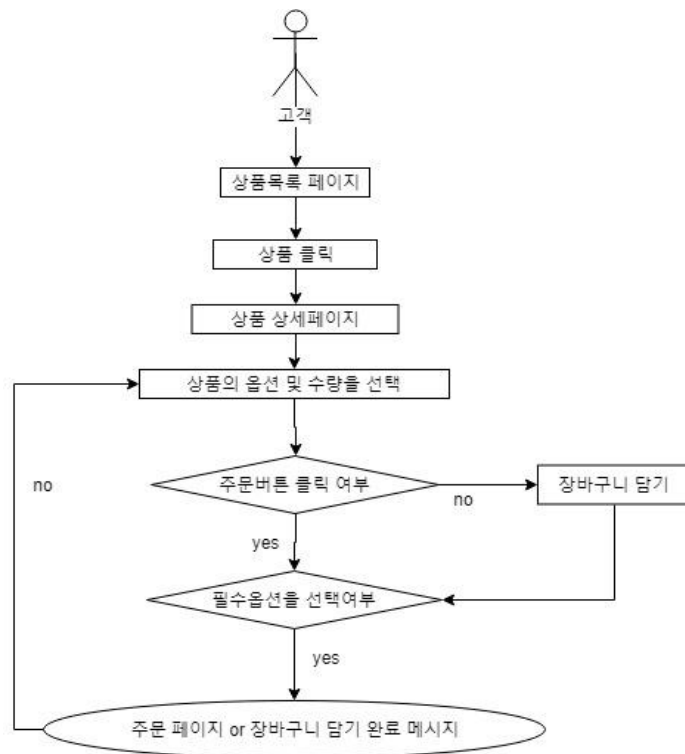 고객
상품목록 페이지
상품 클릭
상품 상세페이지
상품의 옵션 및 수량을 선택
주문버튼 클릭 여부
no
장바구니 담기
no
yes
필수옵션을 선택여부
yes
주문 페이지 or 장바구니 담기 완료 메시지